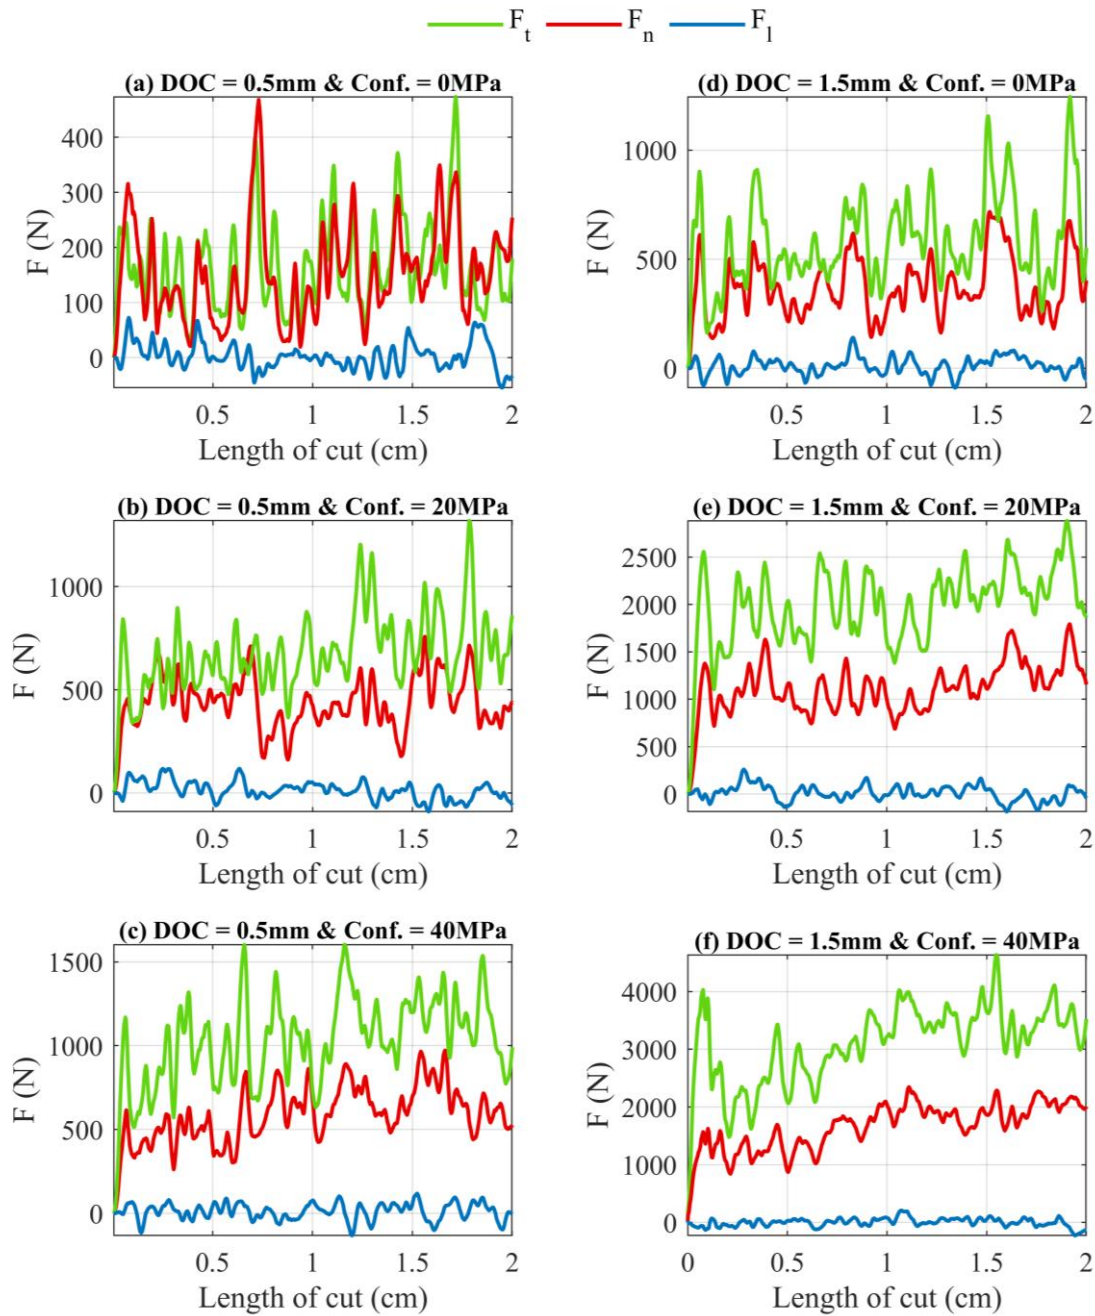 F_t F_n F_l
(a) DOC = 0.5mm & Conf. = 0MPa
400
300
200
100
0
F (N)
0.5 1 1.5 2
Length of cut (cm)
(d) DOC = 1.5mm & Conf. = 0MPa
1000
500
0
F (N)
0.5 1 1.5 2
Length of cut (cm)
(b) DOC = 0.5mm & Conf. = 20MPa
1000
500
0
F (N)
0.5 1 1.5 2
Length of cut (cm)
(e) DOC = 1.5mm & Conf. = 20MPa
2500
2000
1500
1000
500
0
F (N)
0.5 1 1.5 2
Length of cut (cm)
(c) DOC = 0.5mm & Conf. = 40MPa
1500
1000
500
0
F (N)
0.5 1 1.5 2
Length of cut (cm)
(f) DOC = 1.5mm & Conf. = 40MPa
4000
3000
2000
1000
0
F (N)
0 0.5 1 1.5 2
Length of cut (cm)